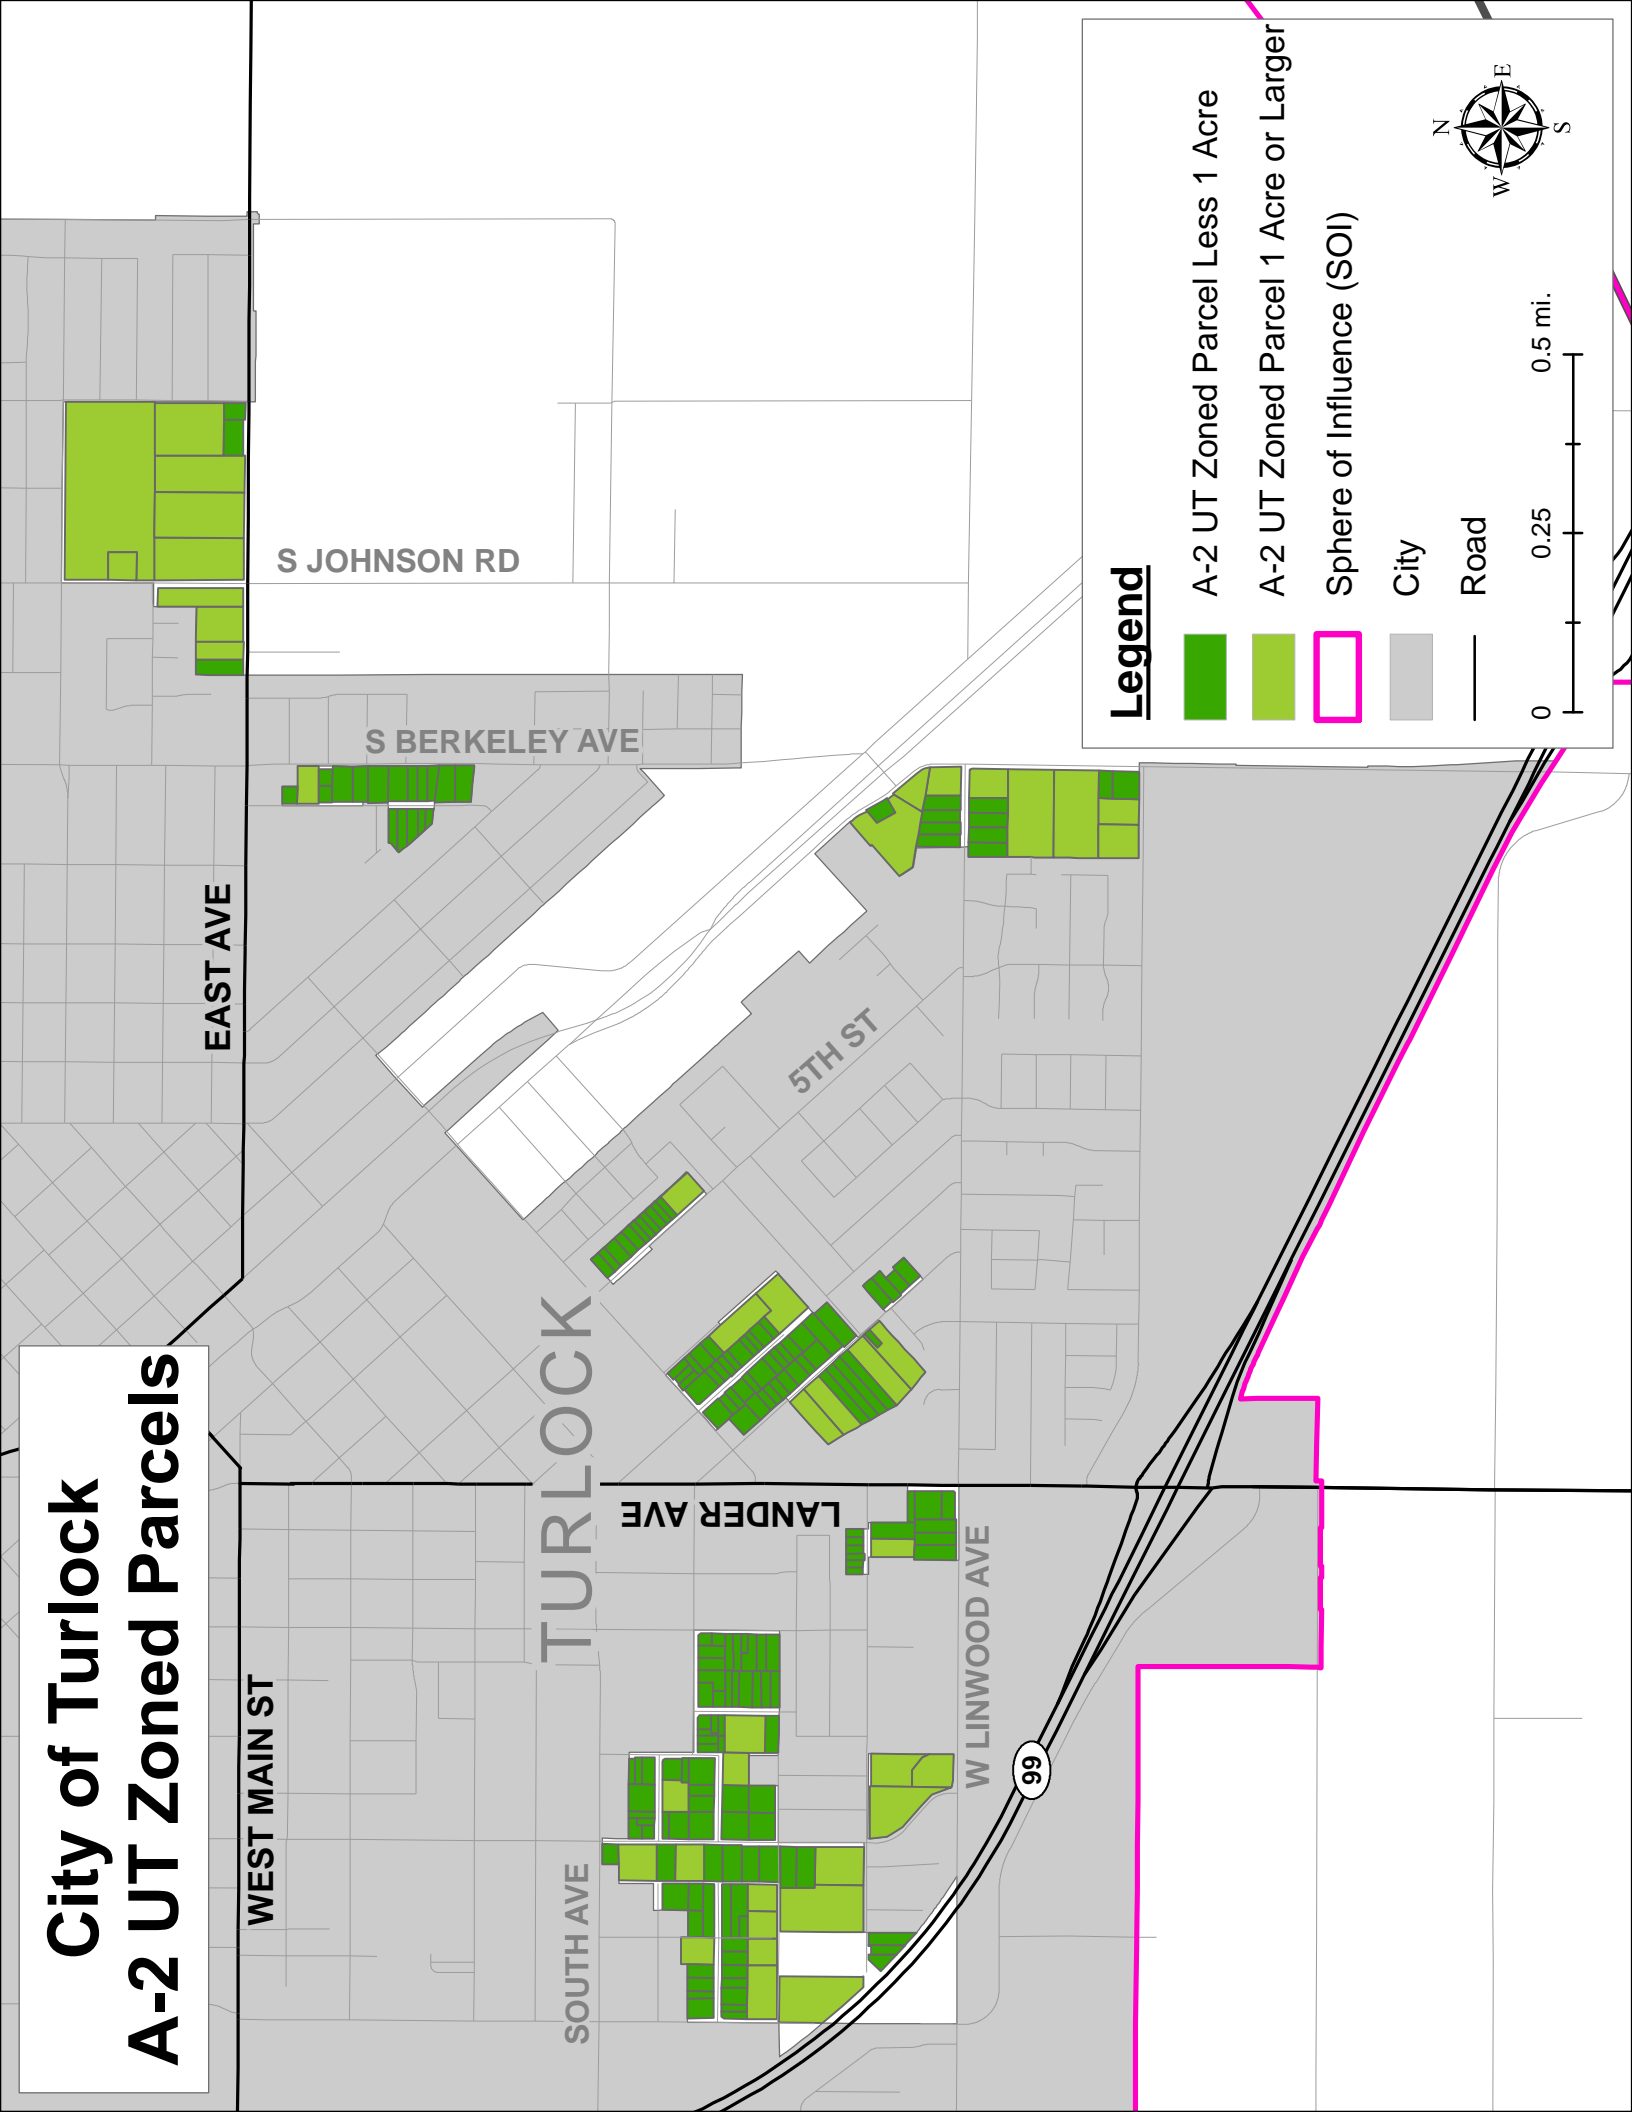 City of Turlock
A-2 UT Zoned Parcels
EAST AVE
S JOHNSON RD
S BERKELEY AVE
WEST MAIN ST
TURLOCK
LANDER AVE
5TH ST
SOUTH AVE
W LINWOOD AVE
99
Legend
A-2 UT Zoned Parcel Less 1 Acre
A-2 UT Zoned Parcel 1 Acre or Larger
Sphere of Influence (SOI)
City
Road
0 0.25 0.5 mi.
N
W E
S